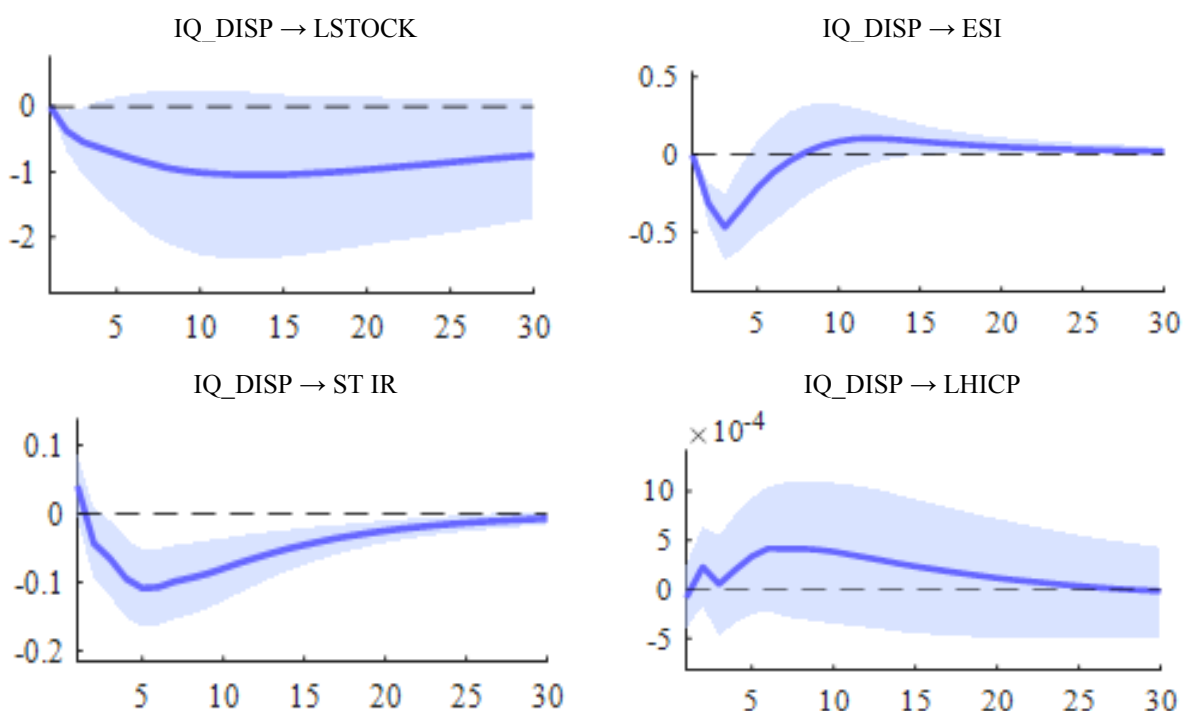 IQ_DISP → LSTOCK
0
-1
-2
5 10 15 20 25 30
IQ_DISP → ESI
0.5
0
-0.5
5 10 15 20 25 30
IQ_DISP → ST IR
0.1
0
-0.1
-0.2
5 10 15 20 25 30
IQ_DISP → LHICP
× 10⁻⁴
10
5
0
-5
5 10 15 20 25 30